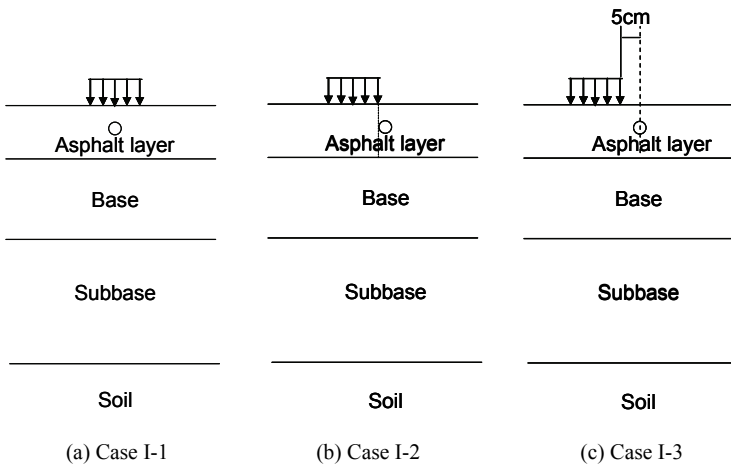 5cm
Asphalt layer
Asphalt layer
Asphalt layer
Base
Base
Base
Subbase
Subbase
Subbase
Soil
Soil
Soil
(a) Case I-1
(b) Case I-2
(c) Case I-3